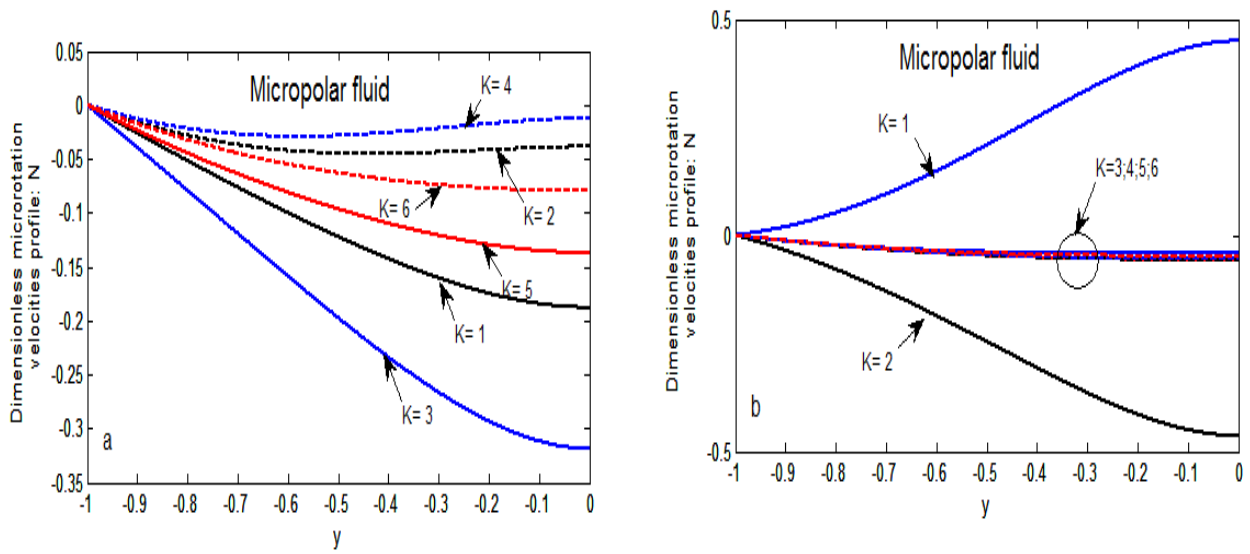 Micropolar fluid
K= 4
K= 2
K= 6
K= 5
K= 1
K= 3
a
0.05
0
-0.05
-0.1
-0.15
-0.2
-0.25
-0.3
-0.35
-1 -0.9 -0.8 -0.7 -0.6 -0.5 -0.4 -0.3 -0.2 -0.1 0
y
Dimensionless microrotation
velocities profile: N
Micropolar fluid
K= 1
K=3;4;5;6
K= 2
b
0.5
0
-0.5
-1 -0.9 -0.8 -0.7 -0.6 -0.5 -0.4 -0.3 -0.2 -0.1 0
y
Dimensionless microrotation
velocities profile: N